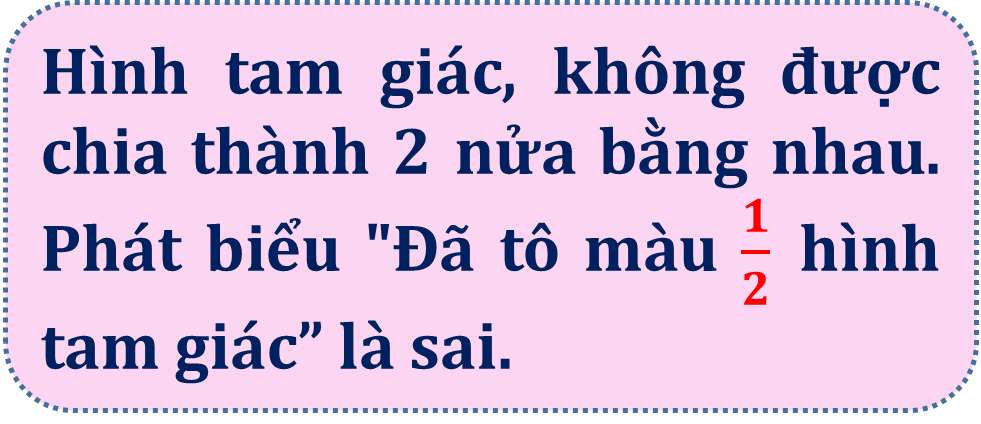 Hình tam giác, không được
chia thành 2 nửa bằng nhau.
Phát biểu "Đã tô màu 1/2 hình
tam giác” là sai.